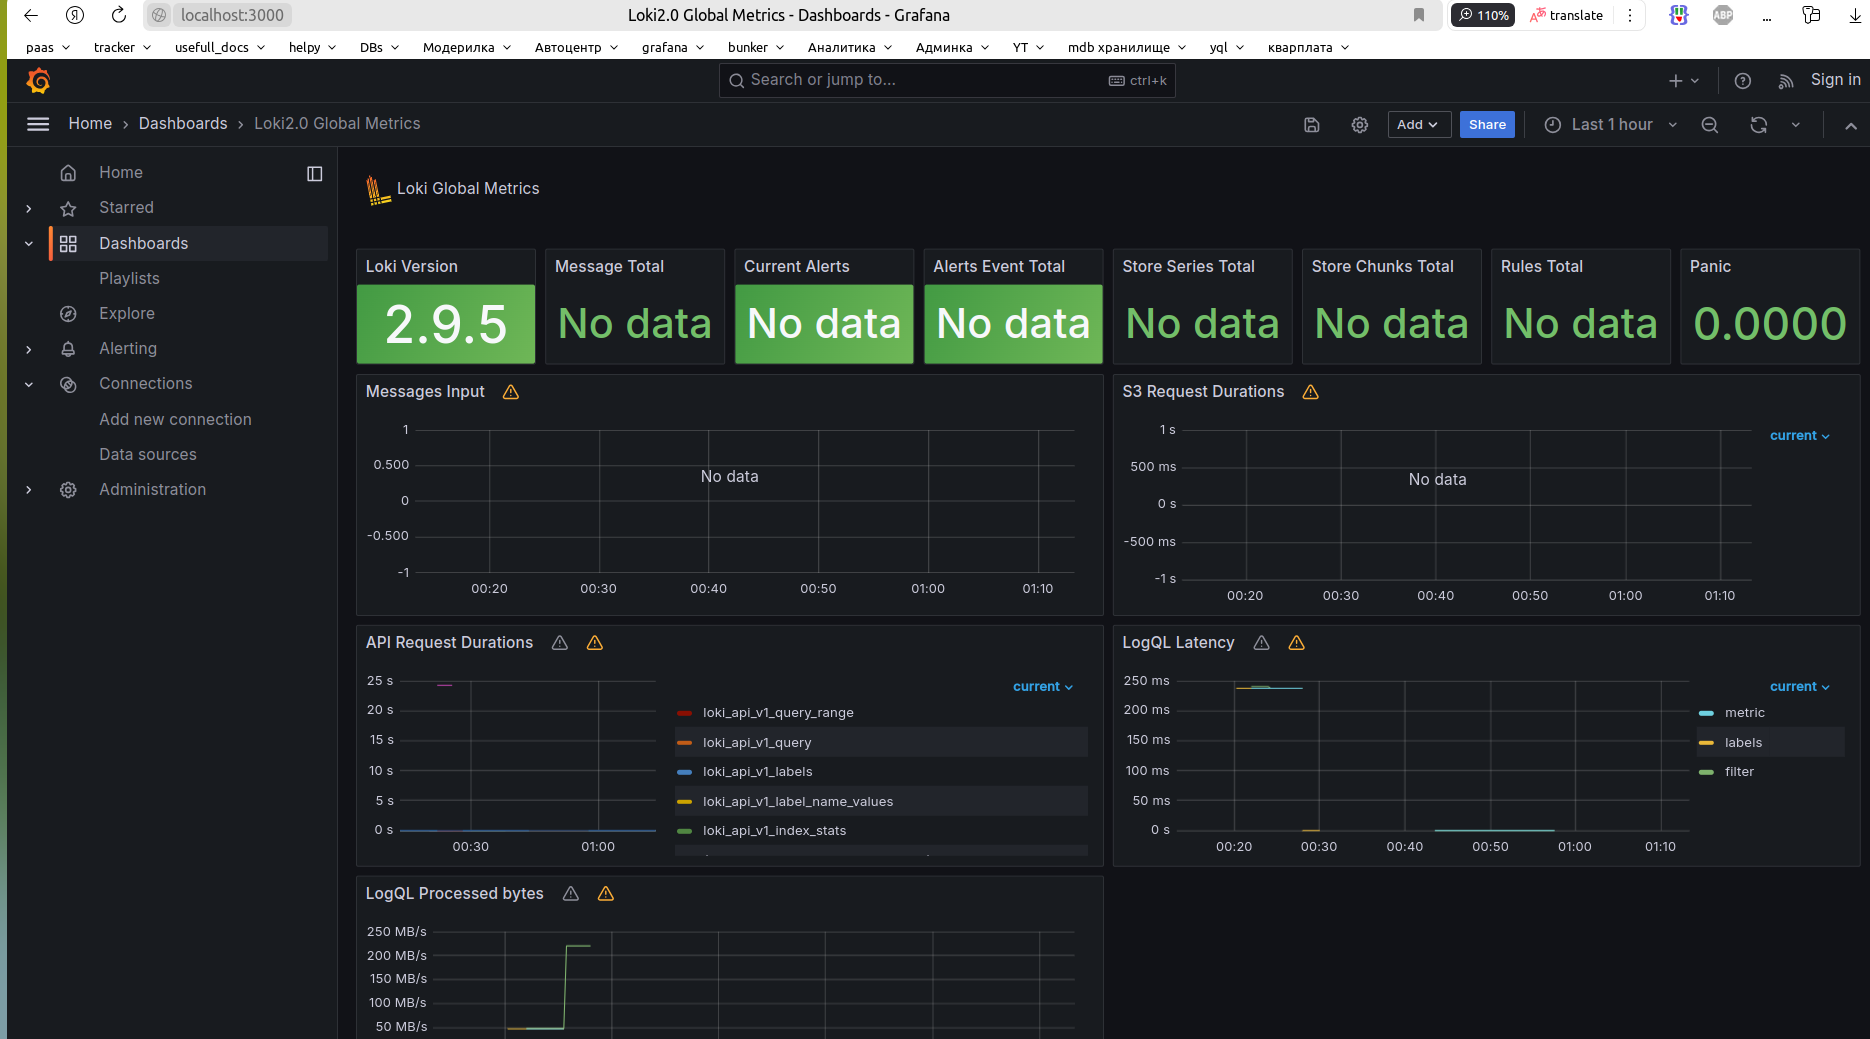 localhost:3000
Loki2.0 Global Metrics - Dashboards - Grafana
110%
translate
ABP
paas tracker usefull_docs helpy DBs Модерилка Автоцентр grafana bunker Аналитика Админка YT mdb хранилище yql кварплата
Search or jump to...
ctrl+k
Sign in
Home › Dashboards › Loki2.0 Global Metrics
Add
Share
Last 1 hour
Home
Starred
Dashboards
Playlists
Explore
Alerting
Connections
Add new connection
Data sources
Administration
Loki Global Metrics
Loki Version
2.9.5
Message Total
No data
Current Alerts
No data
Alerts Event Total
No data
Store Series Total
No data
Store Chunks Total
No data
Rules Total
No data
Panic
0.0000
Messages Input
1
0.500
0
-0.500
-1
No data
00:20 00:30 00:40 00:50 01:00 01:10
S3 Request Durations
1 s
500 ms
0 s
-500 ms
-1 s
No data
00:20 00:30 00:40 00:50 01:00 01:10
current
API Request Durations
25 s
20 s
15 s
10 s
5 s
0 s
00:30 01:00
current
loki_api_v1_query_range
loki_api_v1_query
loki_api_v1_labels
loki_api_v1_label_name_values
loki_api_v1_index_stats
LogQL Latency
250 ms
200 ms
150 ms
100 ms
50 ms
0 s
00:20 00:30 00:40 00:50 01:00 01:10
current
metric
labels
filter
LogQL Processed bytes
250 MB/s
200 MB/s
150 MB/s
100 MB/s
50 MB/s